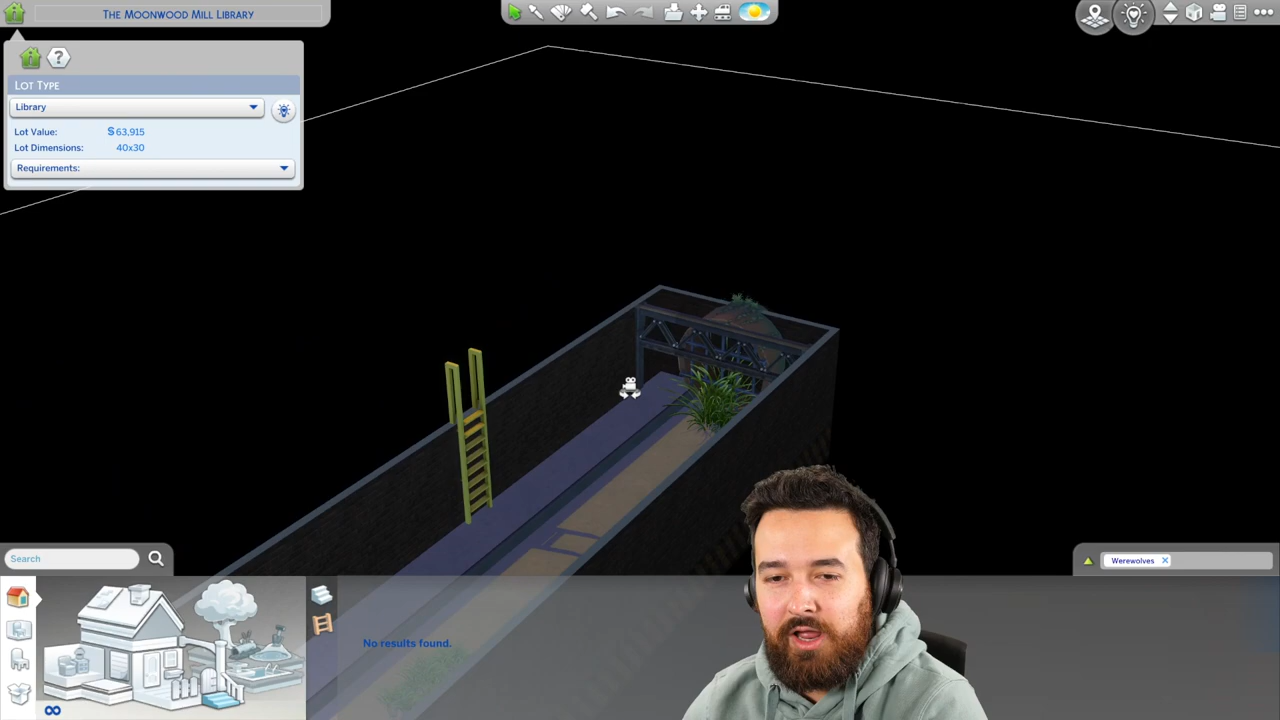 THE MOONWOOD MILL LIBRARY
LOT TYPE
Library
Lot Value: $63,915
Lot Dimensions: 40x30
Requirements:
Search
Werewolves
No results found.